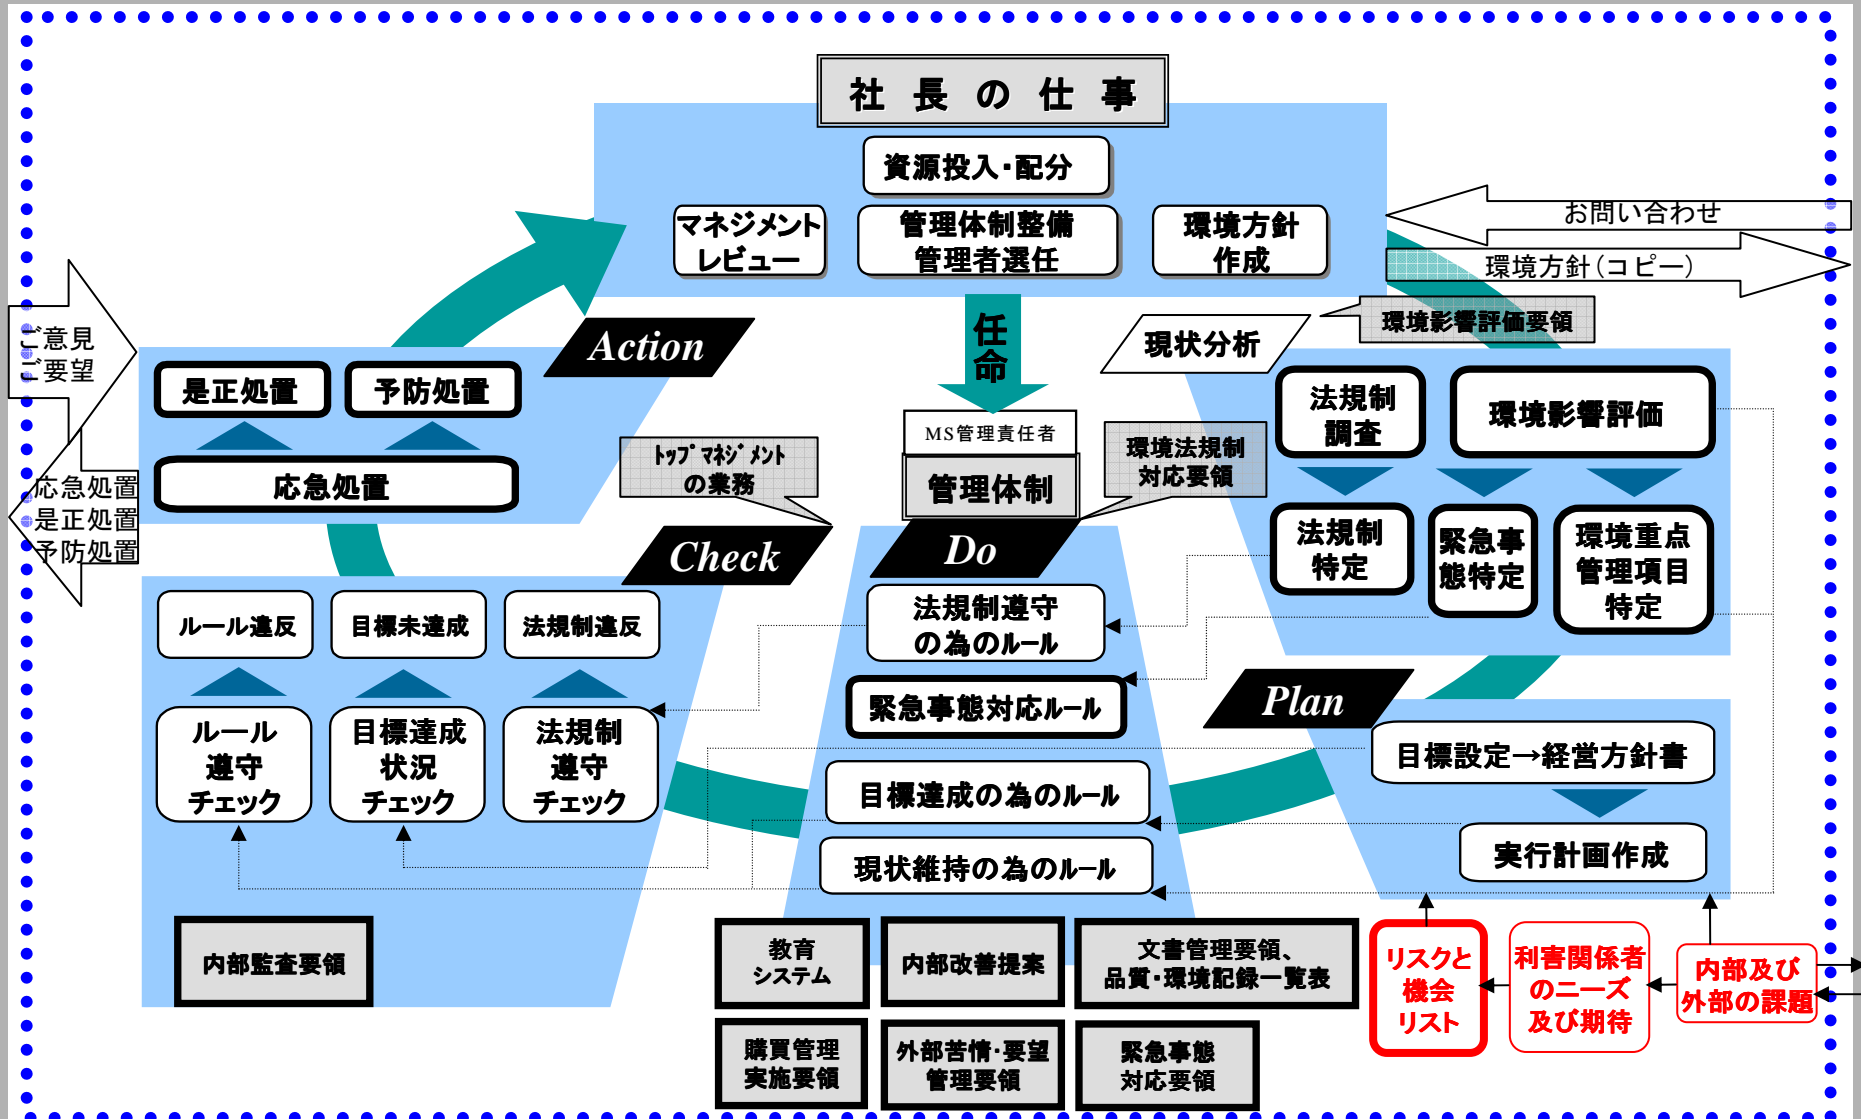 社長の仕事
資源投入・配分
マネジメント
レビュー
管理体制整備
管理者選任
環境方針
作成
お問い合わせ
環境方針(コピー)
ご意見
ご要望
応急処置
是正処置
予防処置
Action
是正処置
予防処置
応急処置
任
命
現状分析
環境影響評価要領
MS管理責任者
管理体制
ﾄｯﾌﾟﾏﾈｼﾞﾒﾝﾄ
の業務
環境法規制
対応要領
法規制
調査
環境影響評価
法規制
特定
緊急事
態特定
環境重点
管理項目
特定
Check
ルール違反
目標未達成
法規制違反
ルール
遵守
チェック
目標達成
状況
チェック
法規制
遵守
チェック
内部監査要領
Do
法規制遵守
の為のルール
緊急事態対応ルール
目標達成の為のルール
現状維持の為のルール
Plan
目標設定→経営方針書
実行計画作成
教育
システム
内部改善提案
文書管理要領、
品質・環境記録一覧表
購買管理
実施要領
外部苦情・要望
管理要領
緊急事態
対応要領
リスクと
機会
リスト
利害関係者
のニーズ
及び期待
内部及び
外部の課題